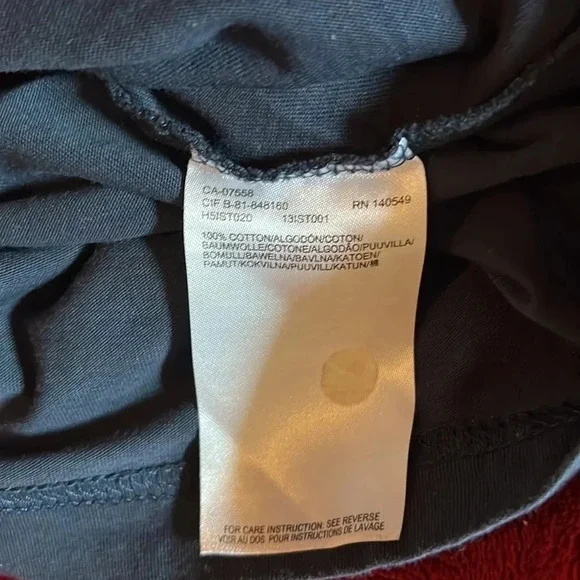 CA-07558
CIF B-81-848160 RN 140549
H5IST020 13IST001
100% COTTON/ALGODÓN/COTON/
BAUMWOLLE/COTONE/ALGODÃO/PUUVILLA/
BOMULL/BAWELNA/BAVLNA/KATOEN/
PAMUT/KOKVILNA/PUUVILL/KATUN/棉
FOR CARE INSTRUCTION: SEE REVERSE
VOIR AU DOS POUR INSTRUCTIONS DE LAVAGE